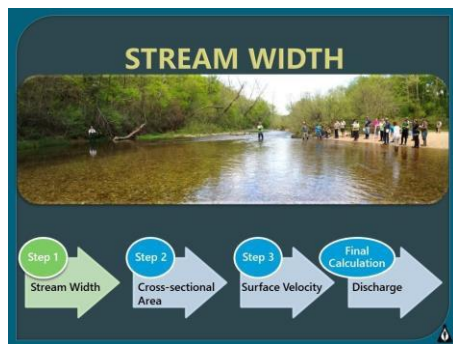 STREAM WIDTH
Step 1
Stream Width
Step 2
Cross-sectional
Area
Step 3
Surface Velocity
Final
Calculation
Discharge